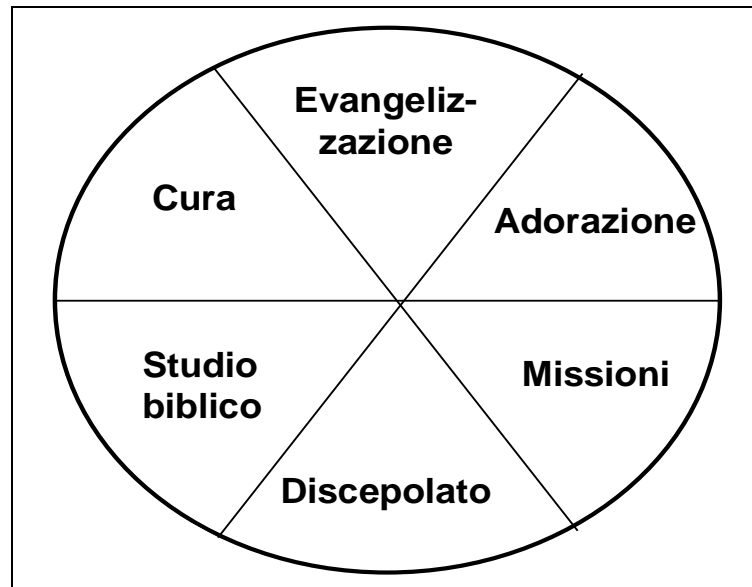 Evangeliz-
zazione
Cura
Adorazione
Studio
biblico
Missioni
Discepolato